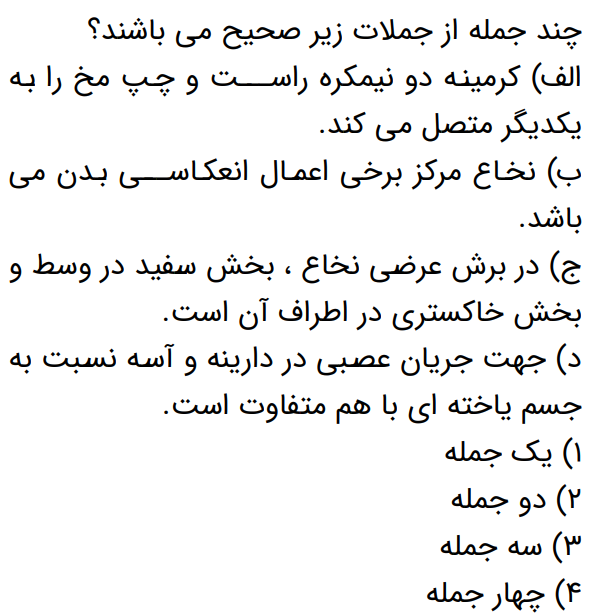 چند جمله از جملات زیر صحیح می باشند؟
الف) کرمینه دو نیمکره راست و چپ مخ را به
یکدیگر متصل می کند.
ب) نخاع مرکز برخی اعمال انعکاسی بدن می
باشد.
ج) در برش عرضی نخاع ، بخش سفید در وسط و
بخش خاکستری در اطراف آن است.
د) جهت جریان عصبی در دارینه و آسه نسبت به
جسم یاخته ای با هم متفاوت است.
۱) یک جمله
۲) دو جمله
۳) سه جمله
۴) چهار جمله